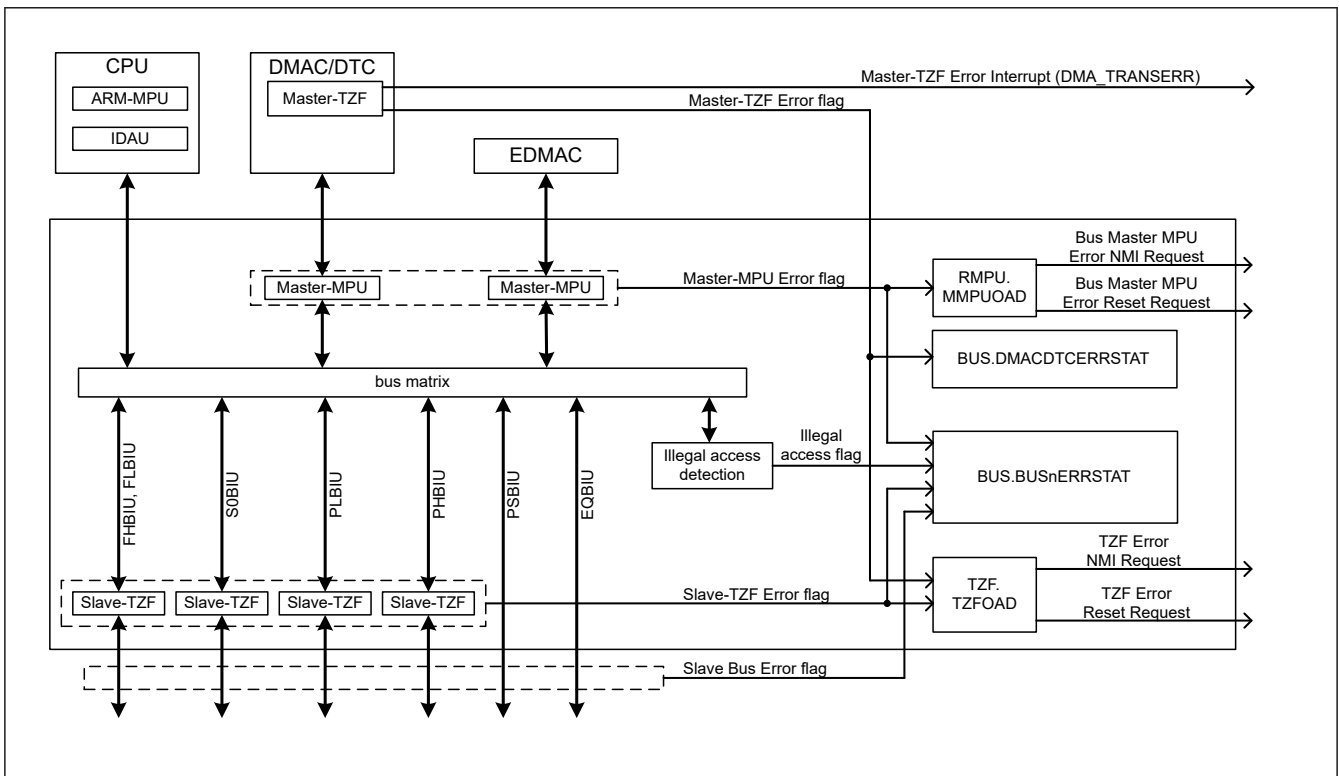 CPU
ARM-MPU
IDAU
DMAC/DTC
Master-TZF
EDMAC
Master-TZF Error Interrupt (DMA_TRANSERR)
Master-TZF Error flag
Master-MPU
Master-MPU
Master-MPU Error flag
RMPU.
MMPUOAD
Bus Master MPU
Error NMI Request
Bus Master MPU
Error Reset Request
BUS.DMACDTCERRSTAT
bus matrix
Illegal access
detection
Illegal
access flag
BUS.BUSnERRSTAT
FHBIU, FLBIU
S0BIU
PLBIU
PHBIU
PSBIU
EQBIU
Slave-TZF
Slave-TZF
Slave-TZF
Slave-TZF
Slave-TZF Error flag
TZF.
TZFOAD
TZF Error
NMI Request
TZF Error
Reset Request
Slave Bus Error flag